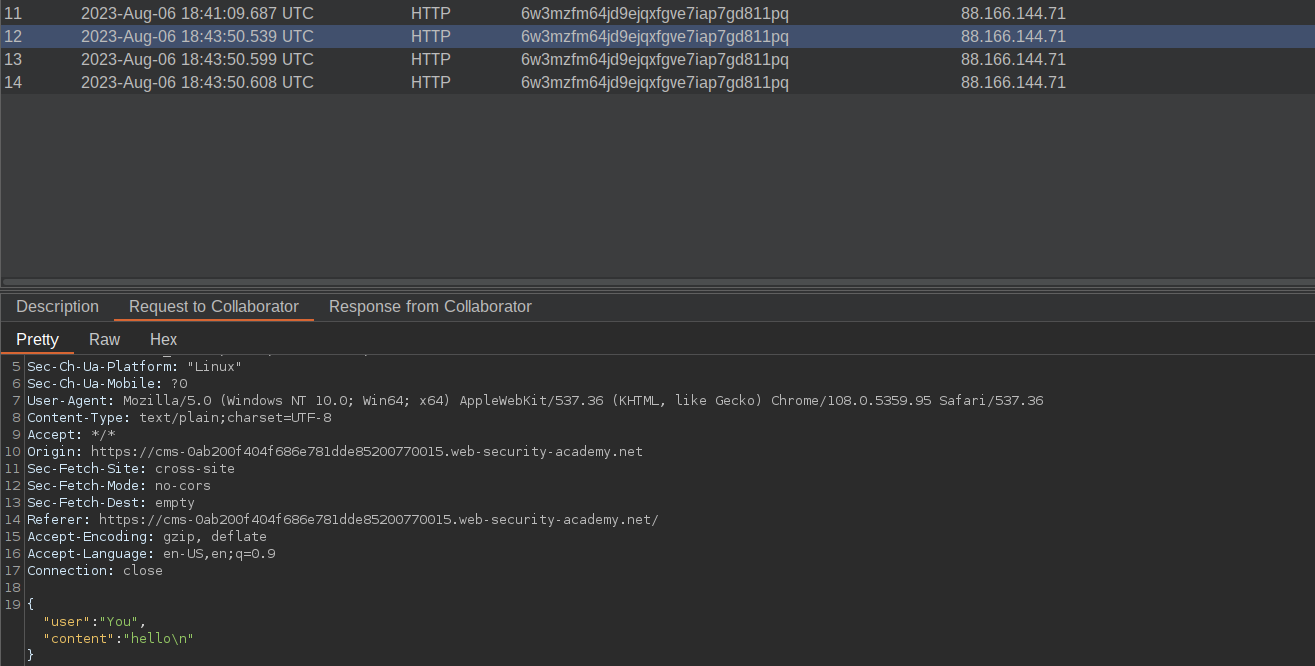 11 2023-Aug-06 18:41:09.687 UTC HTTP 6w3mzfm64jd9ejqxfgve7iap7gd811pq 88.166.144.71
12 2023-Aug-06 18:43:50.539 UTC HTTP 6w3mzfm64jd9ejqxfgve7iap7gd811pq 88.166.144.71
13 2023-Aug-06 18:43:50.599 UTC HTTP 6w3mzfm64jd9ejqxfgve7iap7gd811pq 88.166.144.71
14 2023-Aug-06 18:43:50.608 UTC HTTP 6w3mzfm64jd9ejqxfgve7iap7gd811pq 88.166.144.71
Description Request to Collaborator Response from Collaborator
Pretty Raw Hex
5 Sec-Ch-Ua-Platform: "Linux"
6 Sec-Ch-Ua-Mobile: ?0
7 User-Agent: Mozilla/5.0 (Windows NT 10.0; Win64; x64) AppleWebKit/537.36 (KHTML, like Gecko) Chrome/108.0.5359.95 Safari/537.36
8 Content-Type: text/plain;charset=UTF-8
9 Accept: */*
10 Origin: https://cms-0ab200f404f686e781dde85200770015.web-security-academy.net
11 Sec-Fetch-Site: cross-site
12 Sec-Fetch-Mode: no-cors
13 Sec-Fetch-Dest: empty
14 Referer: https://cms-0ab200f404f686e781dde85200770015.web-security-academy.net/
15 Accept-Encoding: gzip, deflate
16 Accept-Language: en-US,en;q=0.9
17 Connection: close
18
19 {
"user":"You",
"content":"hello\n"
}